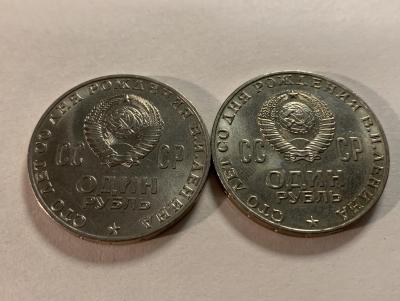 СТО ЛЕТ СО ДНЯ РОЖДЕНИЯ В.И.ЛЕНИНА
СС СР
ОДИН
РУБЛЬ
СТО ЛЕТ СО ДНЯ РОЖДЕНИЯ В.И.ЛЕНИНА
СС СР
ОДИН
РУБЛЬ